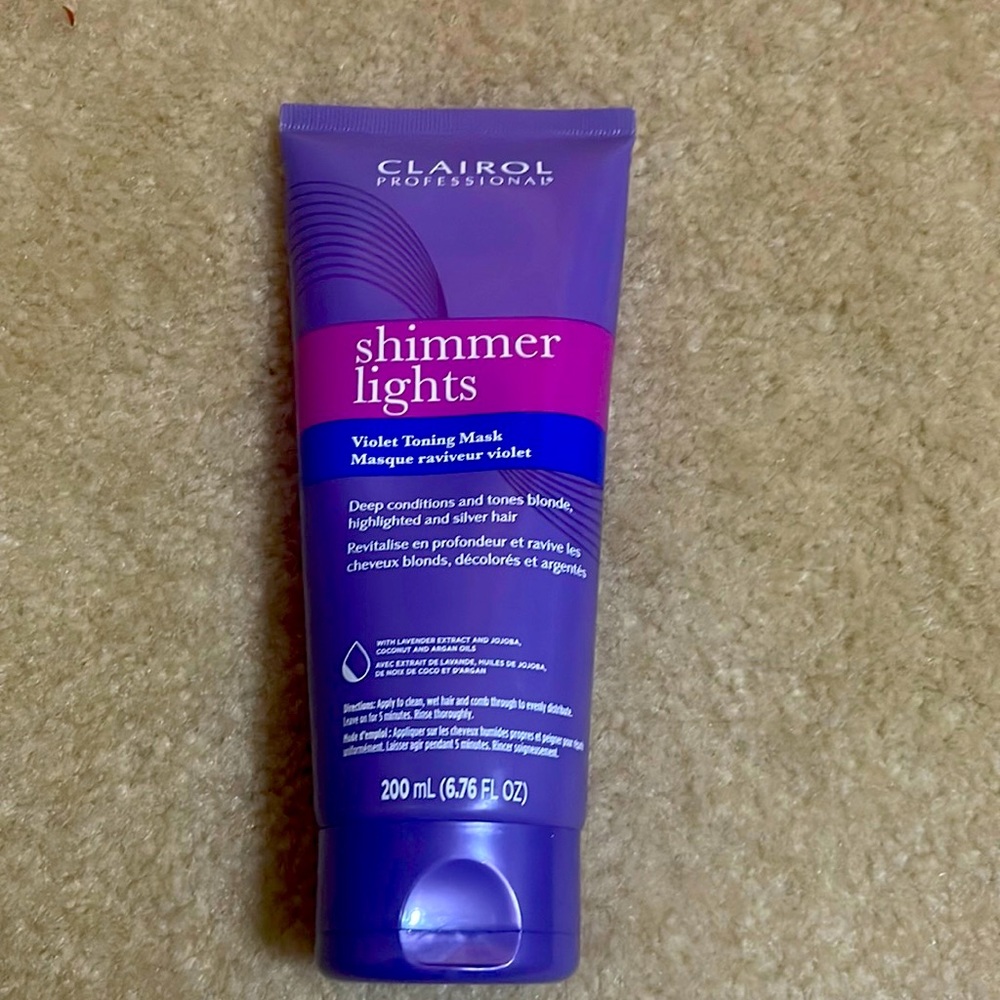 CLAIROL
PROFESSIONAL®
shimmer
lights
Violet Toning Mask
Masque raviveur violet
Deep conditions and tones blonde,
highlighted and silver hair
Revitalise en profondeur et ravive les
cheveux blonds, décolorés et argentés
WITH LAVENDER EXTRACT AND JOJOBA,
COCONUT AND ARGAN OILS
AVEC EXTRAIT DE LAVANDE, HUILES DE JOJOBA,
DE NOIX DE COCO ET D'ARGAN
Directions: Apply to clean, wet hair and comb through to evenly distribute.
Leave on for 5 minutes. Rinse thoroughly.
Mode d'emploi : Appliquer sur les cheveux humides propres et peigner pour répartir
uniformément. Laisser agir pendant 5 minutes. Rincer soigneusement.
200 mL (6.76 FL OZ)